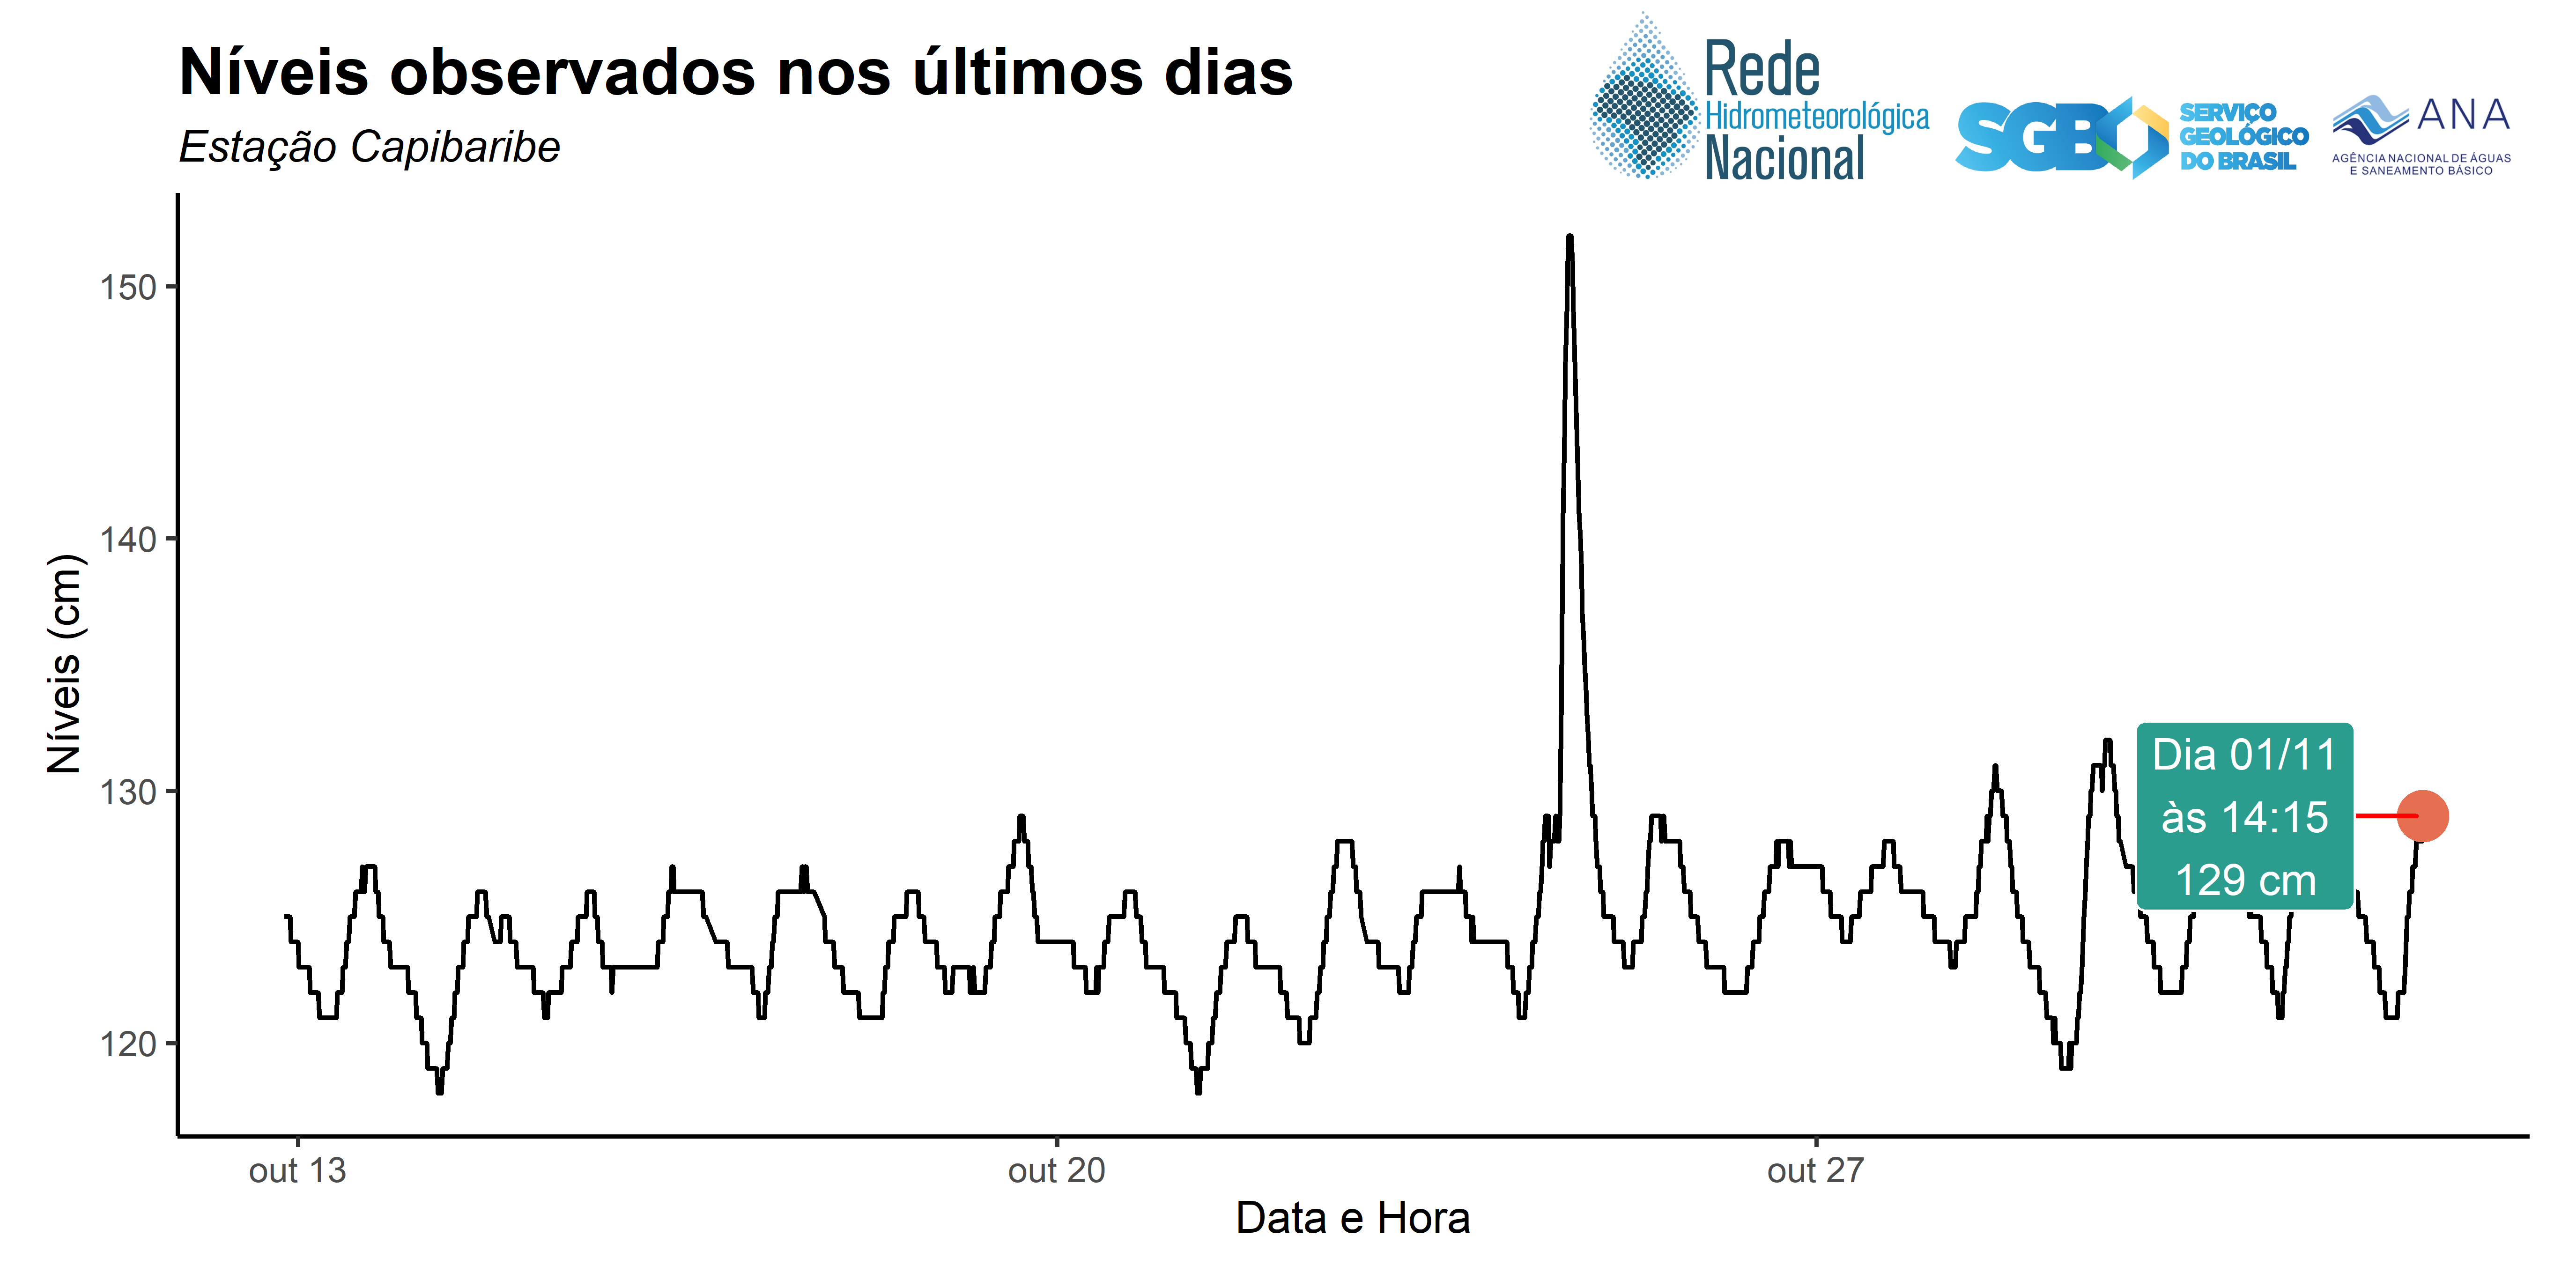 Níveis observados nos últimos dias
Estação Capibaribe
Rede
Hidrometeorológica
Nacional
SGB
SERVIÇO
GEOLÓGICO
DO BRASIL
ANA
AGÊNCIA NACIONAL DE ÁGUAS
E SANEAMENTO BÁSICO
Níveis (cm)
150
140
130
120
Dia 01/11
às 14:15
129 cm
out 13
out 20
out 27
Data e Hora